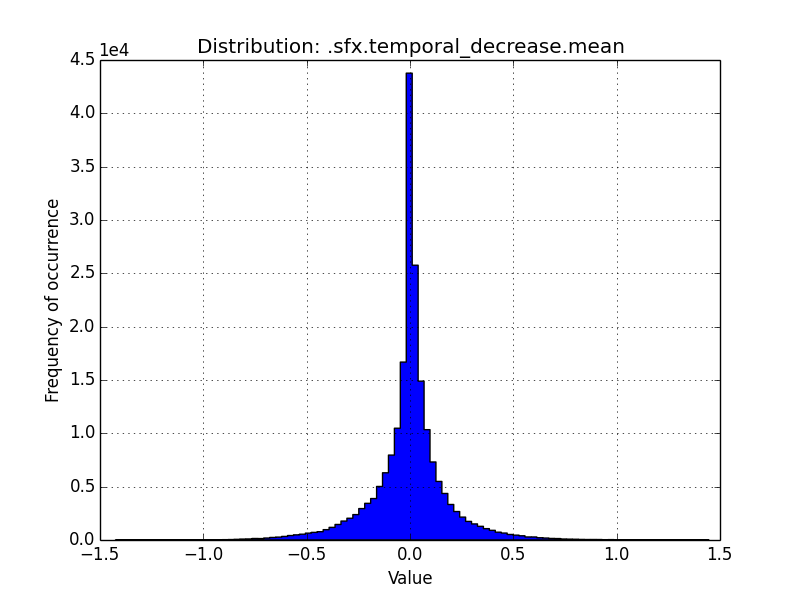 Distribution: .sfx.temporal_decrease.mean
1e4
4.5
4.0
3.5
3.0
2.5
2.0
1.5
1.0
0.5
0.0
Frequency of occurrence
−1.5 −1.0 −0.5 0.0 0.5 1.0 1.5
Value